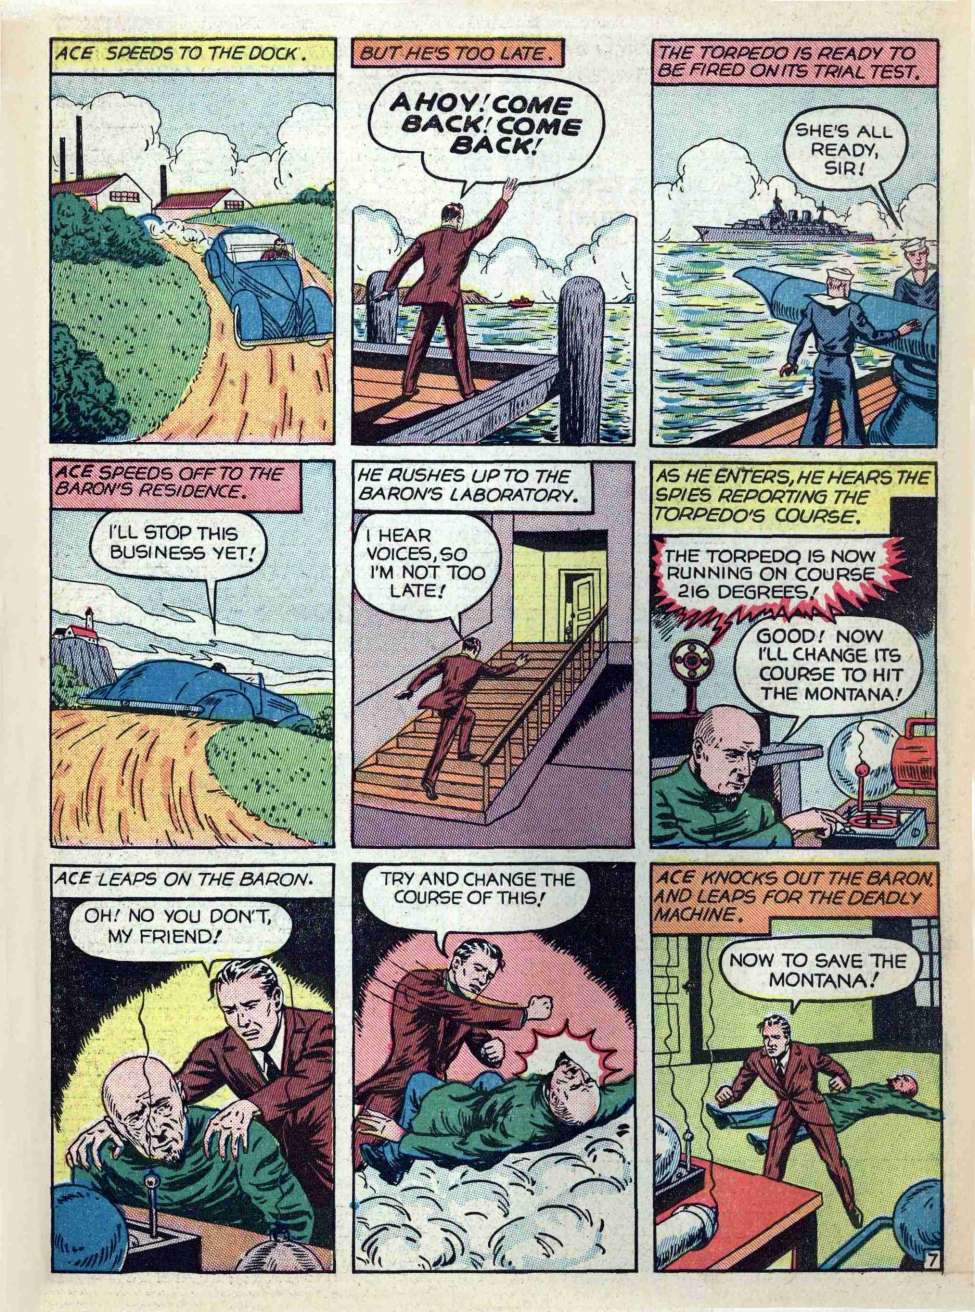 ACE SPEEDS TO THE DOCK.
BUT HE'S TOO LATE.
AHOY! COME
BACK! COME
BACK!
THE TORPEDO IS READY TO
BE FIRED ON ITS TRIAL TEST.
SHE'S ALL
READY,
SIR!
ACE SPEEDS OFF TO THE
BARON'S RESIDENCE.
I'LL STOP THIS
BUSINESS YET!
HE RUSHES UP TO THE
BARON'S LABORATORY.
I HEAR
VOICES, SO
I'M NOT TOO
LATE!
AS HE ENTERS, HE HEARS THE
SPIES REPORTING THE
TORPEDO'S COURSE.
THE TORPEDO IS NOW
RUNNING ON COURSE
216 DEGREES!
GOOD! NOW
I'LL CHANGE ITS
COURSE TO HIT
THE MONTANA!
ACE LEAPS ON THE BARON.
OH! NO YOU DON'T,
MY FRIEND!
TRY AND CHANGE THE
COURSE OF THIS!
ACE KNOCKS OUT THE BARON
AND LEAPS FOR THE DEADLY
MACHINE.
NOW TO SAVE THE
MONTANA!
7